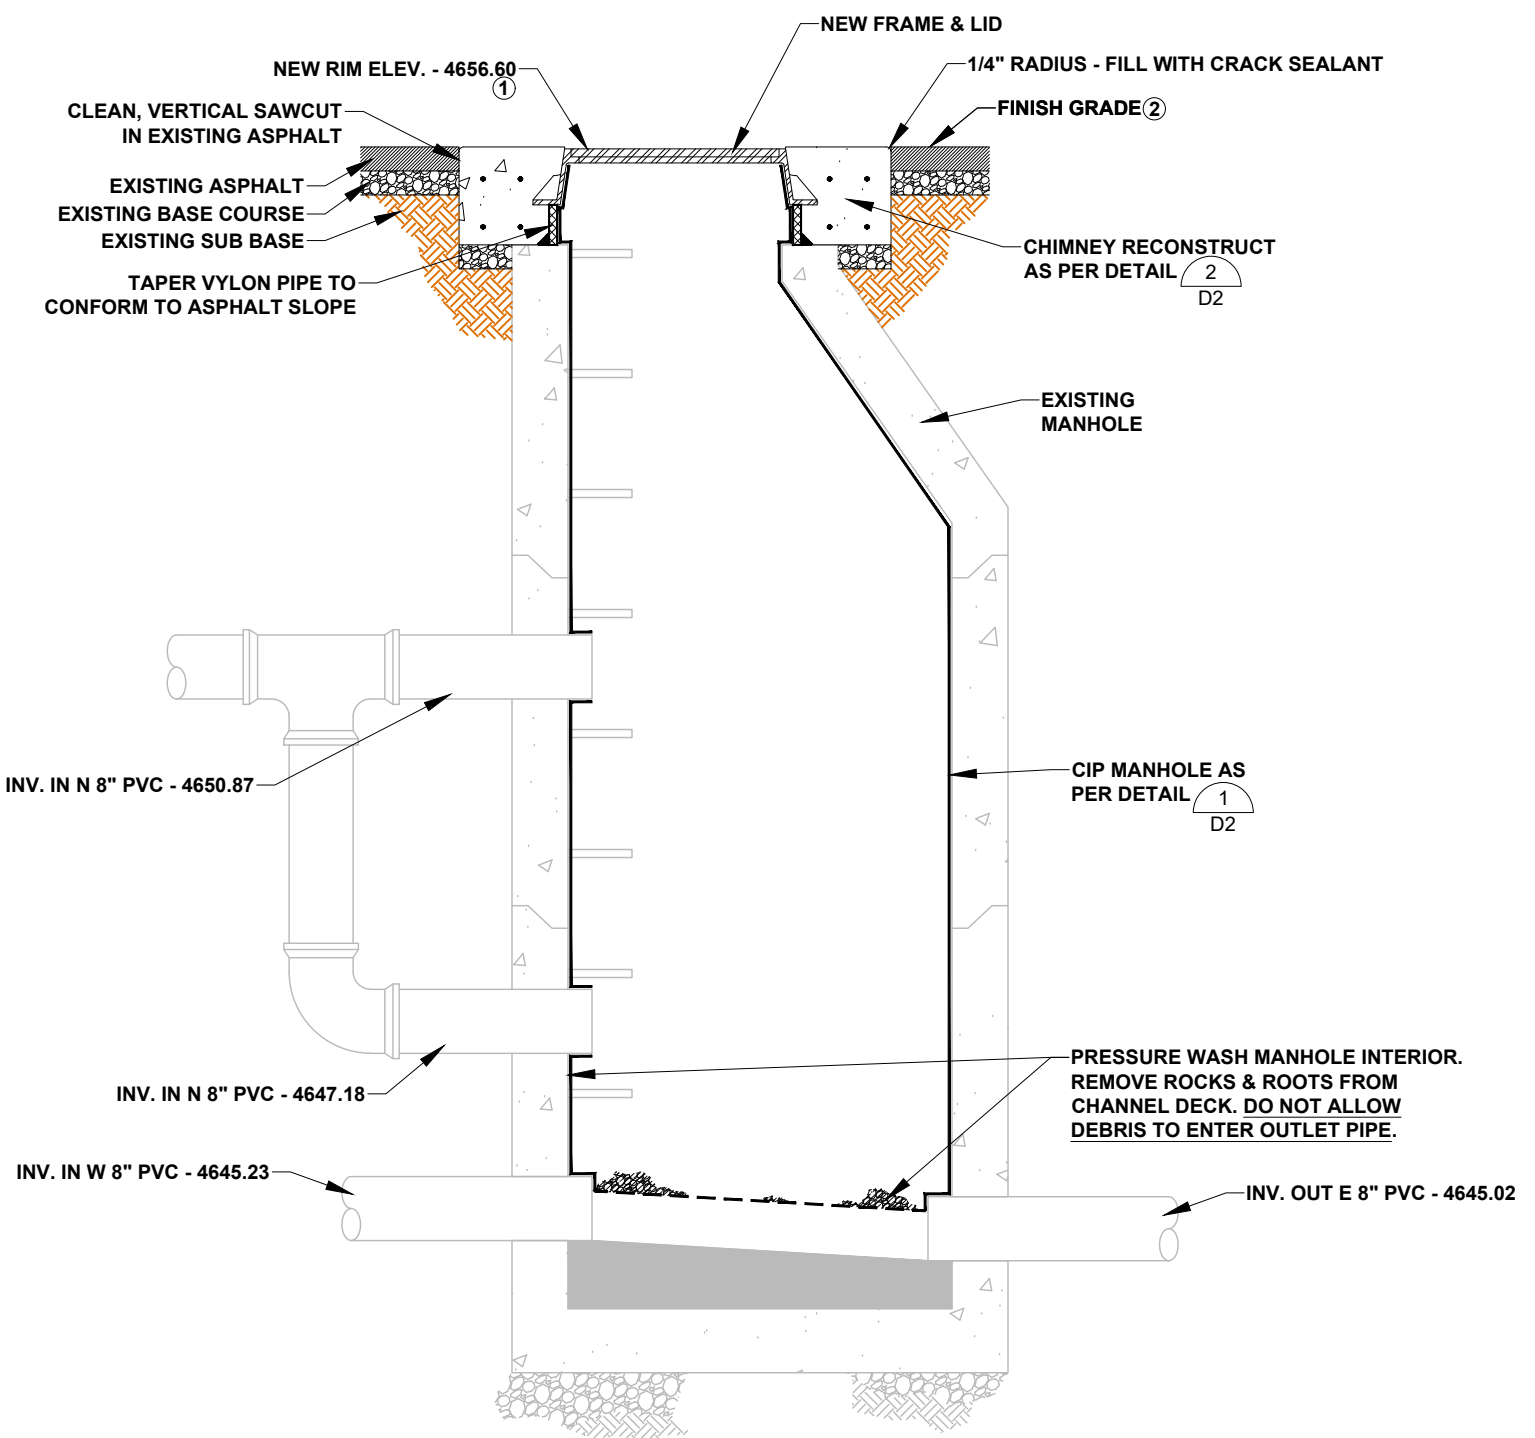 NEW FRAME & LID
NEW RIM ELEV. - 4656.60
1
1/4" RADIUS - FILL WITH CRACK SEALANT
CLEAN, VERTICAL SAWCUT
IN EXISTING ASPHALT
FINISH GRADE 2
EXISTING ASPHALT
EXISTING BASE COURSE
EXISTING SUB BASE
TAPER VYLON PIPE TO
CONFORM TO ASPHALT SLOPE
CHIMNEY RECONSTRUCT
AS PER DETAIL 2
D2
EXISTING
MANHOLE
INV. IN N 8" PVC - 4650.87
CIP MANHOLE AS
PER DETAIL 1
D2
INV. IN N 8" PVC - 4647.18
PRESSURE WASH MANHOLE INTERIOR.
REMOVE ROCKS & ROOTS FROM
CHANNEL DECK. DO NOT ALLOW
DEBRIS TO ENTER OUTLET PIPE.
INV. IN W 8" PVC - 4645.23
INV. OUT E 8" PVC - 4645.02